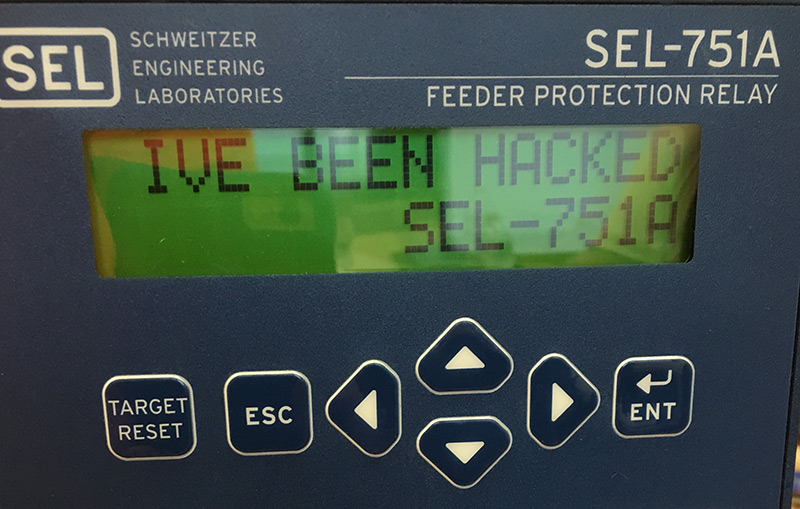 SEL
SCHWEITZER
ENGINEERING
LABORATORIES
SEL-751A
FEEDER PROTECTION RELAY
IVE BEEN HACKED
SEL-751A
TARGET
RESET
ESC
ENT